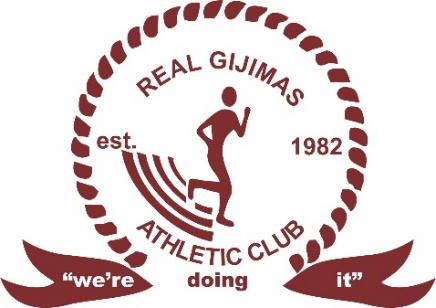 REAL GIJIMAS
est. 1982
ATHLETIC CLUB
“we’re doing it”